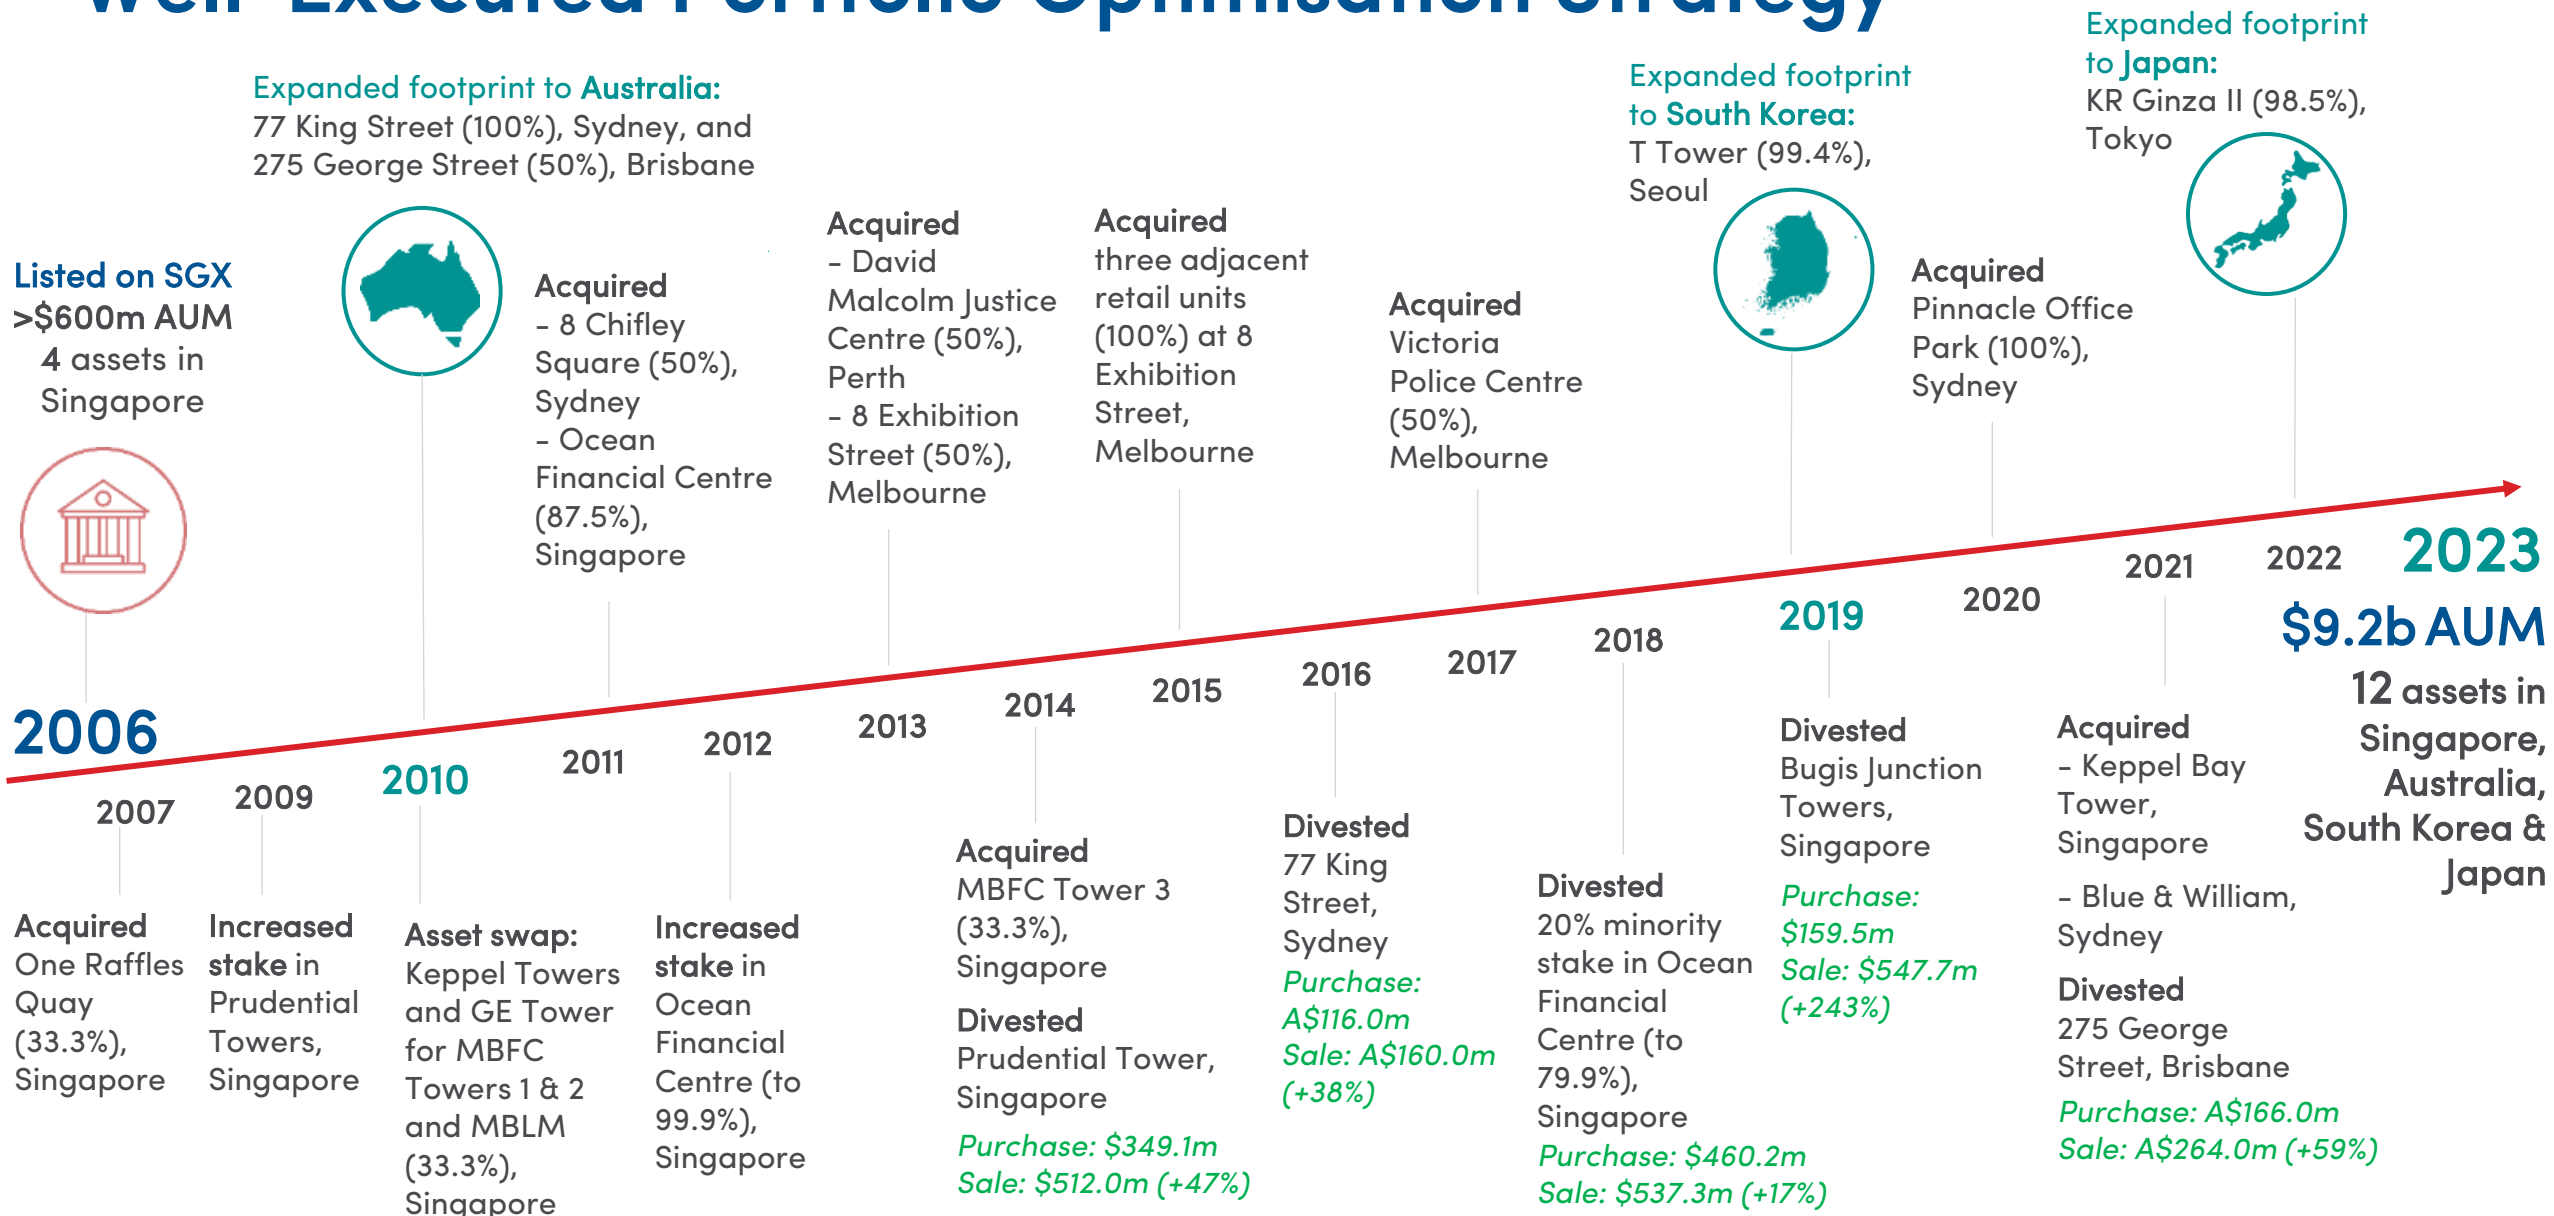 Well-Executed Portfolio Optimisation Strategy
Listed on SGX
>$600m AUM
4 assets in
Singapore
2006
2007
Acquired
One Raffles
Quay
(33.3%),
Singapore
2009
Increased
stake in
Prudential
Towers,
Singapore
Expanded footprint to Australia:
77 King Street (100%), Sydney, and
275 George Street (50%), Brisbane
2010
Asset swap:
Keppel Towers
and GE Tower
for MBFC
Towers 1 & 2
and MBLM
(33.3%),
Singapore
Acquired
- 8 Chifley
Square (50%),
Sydney
- Ocean
Financial Centre
(87.5%),
Singapore
2011
2012
Increased
stake in
Ocean
Financial
Centre (to
99.9%),
Singapore
Acquired
- David
Malcolm Justice
Centre (50%),
Perth
- 8 Exhibition
Street (50%),
Melbourne
2013
2014
Acquired
MBFC Tower 3
(33.3%),
Singapore
Divested
Prudential Tower,
Singapore
Purchase: $349.1m
Sale: $512.0m (+47%)
Acquired
three adjacent
retail units
(100%) at 8
Exhibition
Street,
Melbourne
2015
2016
Divested
77 King
Street,
Sydney
Purchase:
A$116.0m
Sale: A$160.0m
(+38%)
Acquired
Victoria
Police Centre
(50%),
Melbourne
2017
2018
Divested
20% minority
stake in Ocean
Financial
Centre (to
79.9%),
Singapore
Purchase: $460.2m
Sale: $537.3m (+17%)
Expanded footprint
to South Korea:
T Tower (99.4%),
Seoul
2019
Divested
Bugis Junction
Towers,
Singapore
Purchase:
$159.5m
Sale: $547.7m
(+243%)
Acquired
Pinnacle Office
Park (100%),
Sydney
2020
2021
Acquired
- Keppel Bay
Tower,
Singapore
- Blue & William,
Sydney
Divested
275 George
Street, Brisbane
Purchase: A$166.0m
Sale: A$264.0m (+59%)
Expanded footprint
to Japan:
KR Ginza II (98.5%),
Tokyo
2022
2023
$9.2b AUM
12 assets in
Singapore,
Australia,
South Korea &
Japan